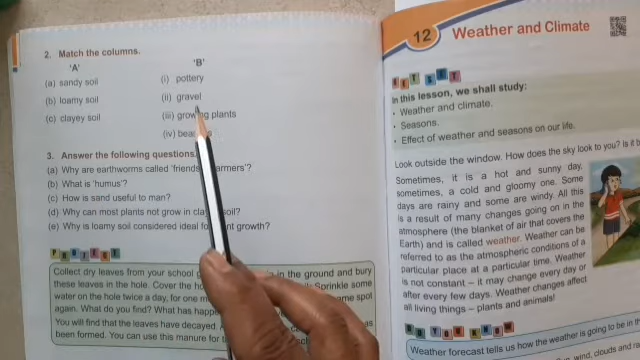 2. Match the columns.
'A' 'B'
(a) sandy soil (i) pottery
(b) loamy soil (ii) gravel
(c) clayey soil (iii) growing plants
(iv)
3. Answer the following questions.
(a) Why are earthworms called 'friends farmers'?
(b) What is 'humus'?
(c) How is sand useful to man?
(d) Why can most plants not grow in soil?
(e) Why is loamy soil considered ideal growth?
PROJECT
Collect dry leaves from your school in the ground and bury
these leaves in the hole. Cover the Sprinkle some
water on the hole twice a day, for one same spot
again. What do you find? What has
You will find that the leaves have decayed. has
been formed. You can use this manure for
12 Weather and Climate
GET SET
In this lesson, we shall study:
• Weather and climate.
• Seasons.
• Effect of weather and seasons on our life.
Look outside the window. How does the sky look to you? Is it
Sometimes, it is a hot and sunny day,
sometimes, a cold and gloomy one. Some
days are rainy and some are windy. All this
is a result of many changes going on in the
atmosphere (the blanket of air that covers the
Earth) and is called weather. Weather can be
referred to as the atmospheric conditions of a
particular place at a particular time. Weather
is not constant – it may change every day or
after every few days. Weather changes affect
all living things – plants and animals!
DO YOU KNOW
Weather forecast tells us how the weather is going to be in
wind, clouds and